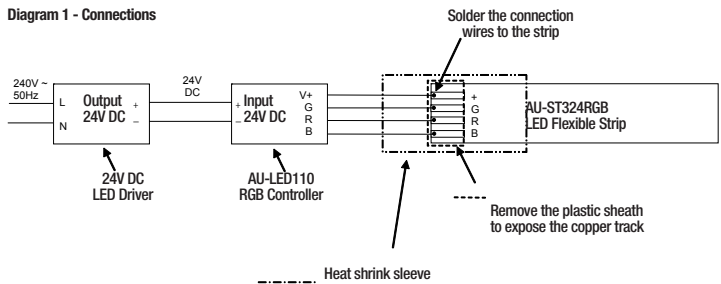 Diagram 1 - Connections
Solder the connection
wires to the strip
240V ~
50Hz
L
N
Output
24V DC
+
−
24V
DC
+
−
Input
24V DC
V+
G
R
B
+
G
R
B
AU-ST324RGB
LED Flexible Strip
24V DC
LED Driver
AU-LED110
RGB Controller
Remove the plastic sheath
to expose the copper track
Heat shrink sleeve